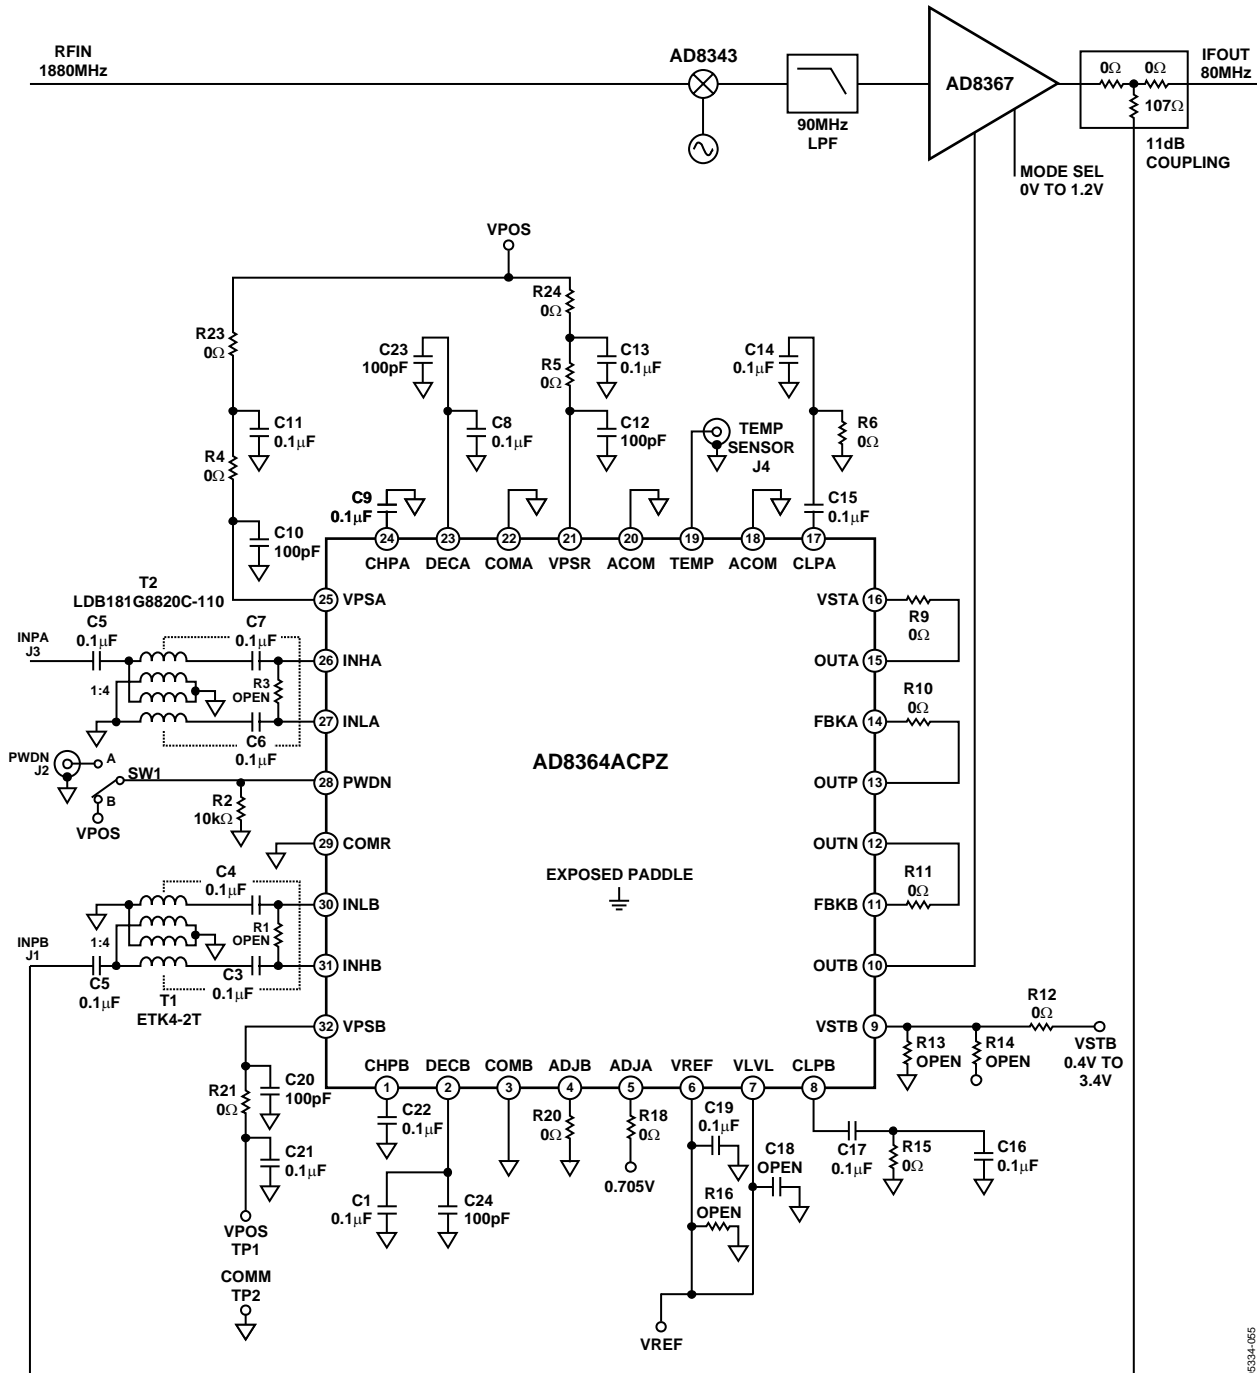 RFIN
1880MHz
AD8343
90MHz
LPF
AD8367
MODE SEL
0V TO 1.2V
0Ω
0Ω
107Ω
11dB
COUPLING
IFOUT
80MHz
VPOS
R23
0Ω
C11
0.1µF
R4
0Ω
C10
100pF
C23
100pF
C8
0.1µF
C9
0.1µF
R24
0Ω
C13
0.1µF
R5
0Ω
C12
100pF
TEMP
SENSOR
J4
C14
0.1µF
R6
0Ω
C15
0.1µF
24
23
22
21
20
19
18
17
CHPA
DECA
COMA
VPSR
ACOM
TEMP
ACOM
CLPA
T2
LDB181G8820C-110
INPA
J3
C5
0.1µF
1:4
C7
0.1µF
R3
OPEN
C6
0.1µF
PWDN
J2
A
SW1
B
VPOS
R2
10kΩ
C4
0.1µF
INPB
J1
1:4
R1
OPEN
C5
0.1µF
C3
0.1µF
T1
ETK4-2T
25 VPSA
26 INHA
27 INLA
28 PWDN
29 COMR
30 INLB
31 INHB
32 VPSB
AD8364ACPZ
EXPOSED PADDLE
VSTA 16
R9
0Ω
OUTA 15
R10
0Ω
FBKA 14
OUTP 13
OUTN 12
R11
0Ω
FBKB 11
OUTB 10
VSTB 9
R12
0Ω
R13
OPEN
R14
OPEN
VSTB
0.4V TO
3.4V
CHPB
DECB
COMB
ADJB
ADJA
VREF
VLVL
CLPB
1
2
3
4
5
6
7
8
R21
0Ω
C20
100pF
C21
0.1µF
VPOS
TP1
COMM
TP2
C22
0.1µF
C1
0.1µF
C24
100pF
R20
0Ω
R18
0Ω
0.705V
C19
0.1µF
R16
OPEN
C18
OPEN
VREF
C17
0.1µF
R15
0Ω
C16
0.1µF
05334-055